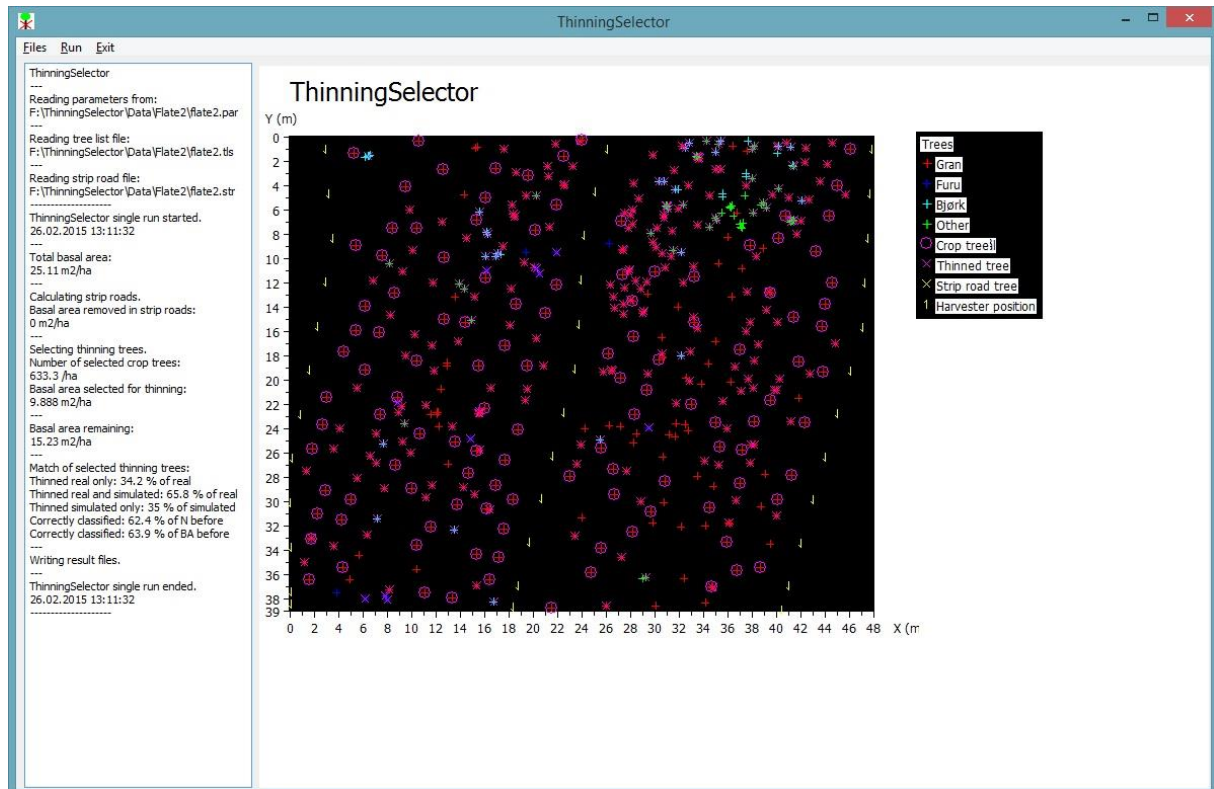 ThinningSelector
Files Run Exit
ThinningSelector
---
Reading parameters from:
F:\ThinningSelector\Data\Flate2\flate2.par
---
Reading tree list file:
F:\ThinningSelector\Data\Flate2\flate2.tls
---
Reading strip road file:
F:\ThinningSelector\Data\Flate2\flate2.str
--------------------
ThinningSelector single run started.
26.02.2015 13:11:32
---
Total basal area:
25.11 m2/ha
---
Calculating strip roads.
Basal area removed in strip roads:
0 m2/ha
---
Selecting thinning trees.
Number of selected crop trees:
633.3 /ha
Basal area selected for thinning:
9.888 m2/ha
---
Basal area remaining:
15.23 m2/ha
---
Match of selected thinning trees:
Thinned real only: 34.2 % of real
Thinned real and simulated: 65.8 % of real
Thinned simulated only: 35 % of simulated
Correctly classified: 62.4 % of N before
Correctly classified: 63.9 % of BA before
---
Writing result files.
---
ThinningSelector single run ended.
26.02.2015 13:11:32
--------------------
ThinningSelector
Y (m)
0
2
4
6
8
10
12
14
16
18
20
22
24
26
28
30
32
34
36
38
39
0 2 4 6 8 10 12 14 16 18 20 22 24 26 28 30 32 34 36 38 40 42 44 46 48 X (m
Trees
Gran
Furu
Bjørk
Other
Crop tree
Thinned tree
Strip road tree
1 Harvester position